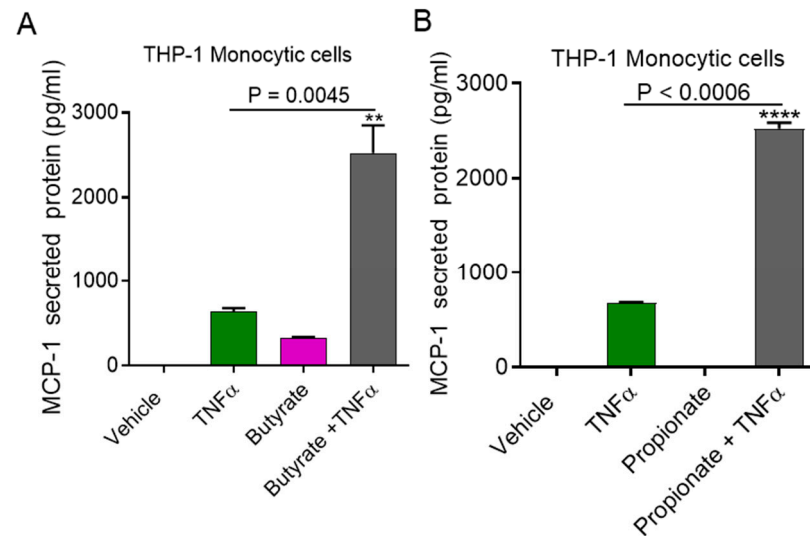 A
THP-1 Monocytic cells
MCP-1 secreted protein (pg/ml)
P = 0.0045
**
3000
2000
1000
0
Vehicle
TNFα
Butyrate
Butyrate +TNFα
B
THP-1 Monocytic cells
MCP-1 secreted protein (pg/ml)
P < 0.0006
****
3000
2000
1000
0
Vehicle
TNFα
Propionate
Propionate + TNFα